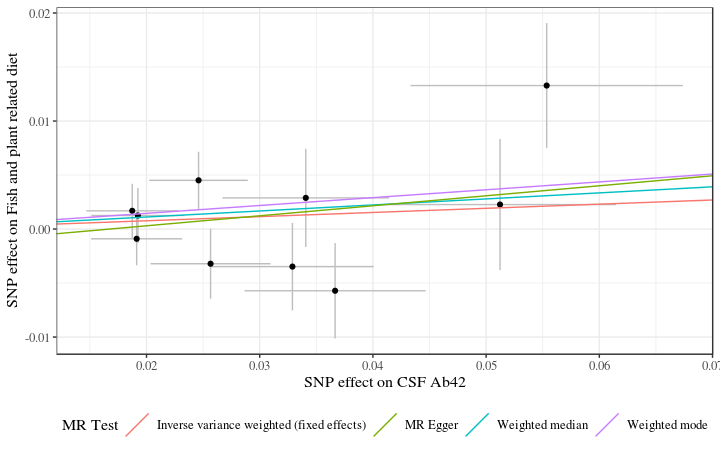 0.02
0.01
0.00
-0.01
SNP effect on Fish and plant related diet
0.02 0.03 0.04 0.05 0.06 0.07
SNP effect on CSF Ab42
MR Test Inverse variance weighted (fixed effects) MR Egger Weighted median Weighted mode